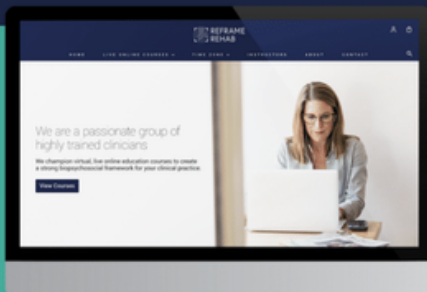 REFRAME
REHAB
HOME LIVE ONLINE COURSES TIME ZONE INSTRUCTORS ABOUT CONTACT
We are a passionate group of
highly trained clinicians
We champion virtual, live online education courses to create
a strong biopsychosocial framework for your clinical practice.
View Courses